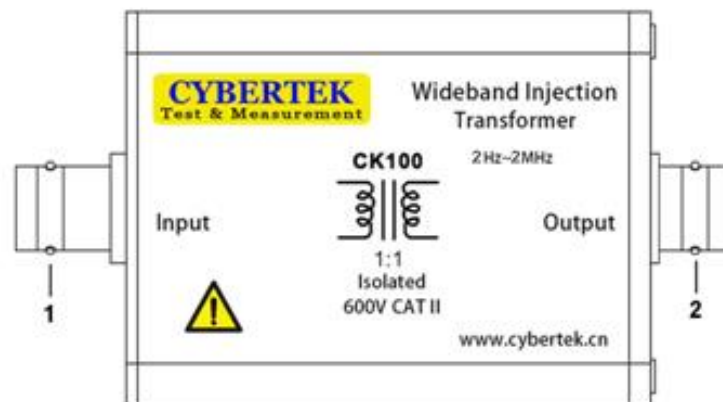 CYBERTEK
Test & Measurement
Wideband Injection
Transformer
CK100
2Hz~2MHz
Input
Output
1:1
Isolated
600V CAT II
!
www.cybertek.cn
1
2